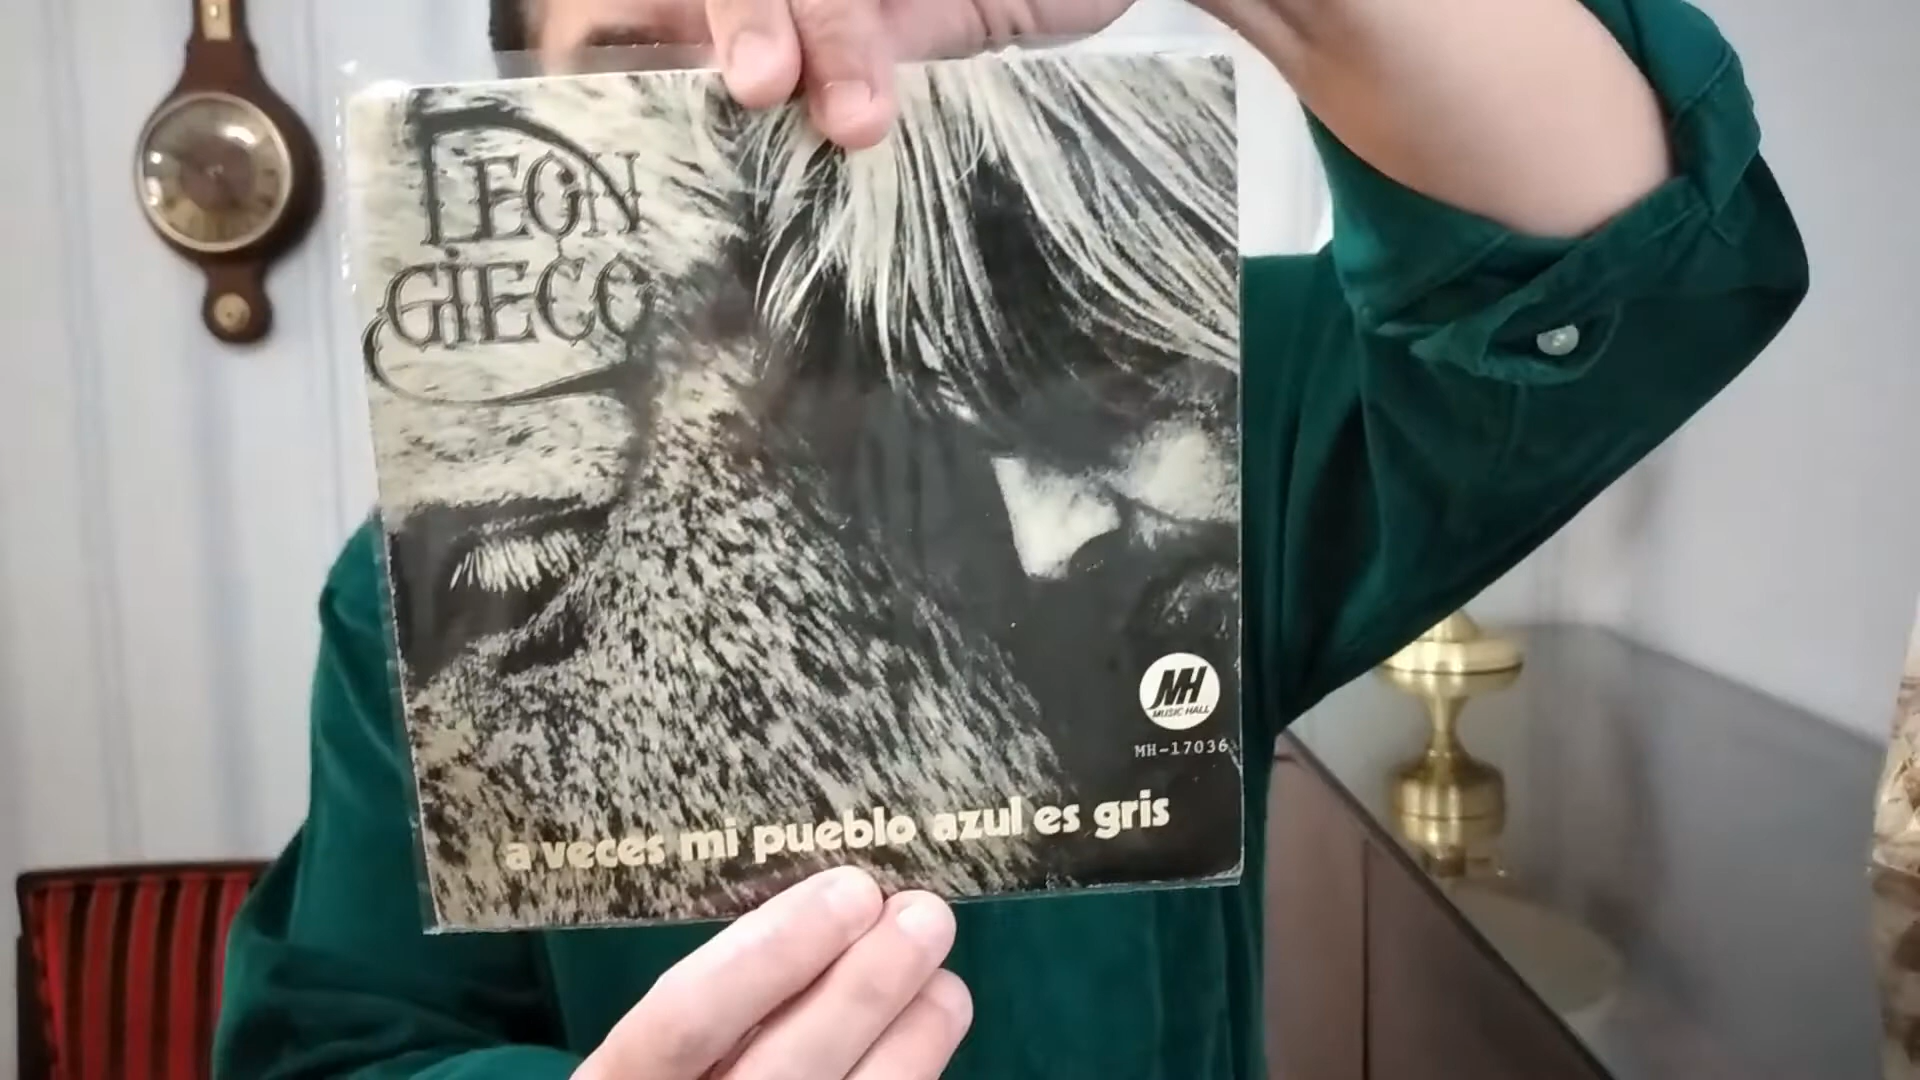 LEON
GIECO
MH
MUSIC HALL
MH-17036
a veces mi pueblo azul es gris